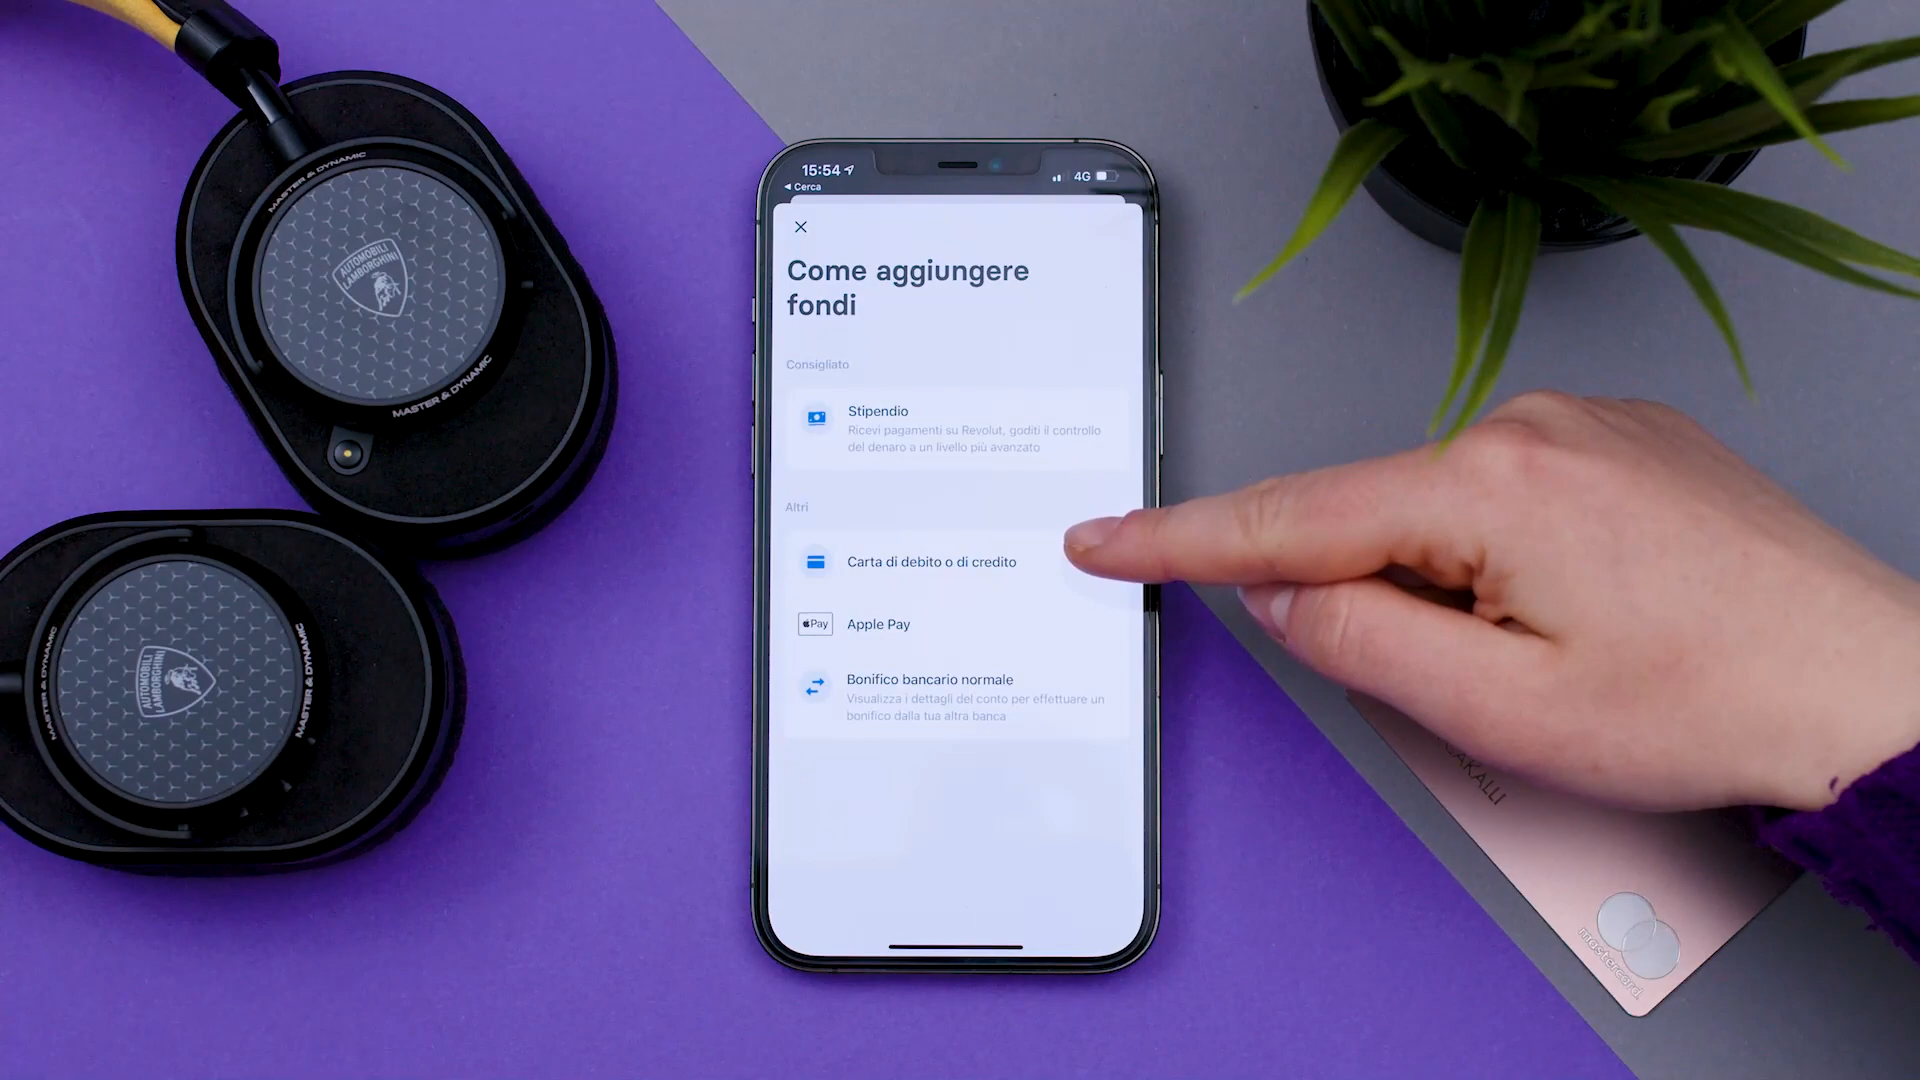 15:54
Cerca
4G
Come aggiungere
fondi
Consigliato
Stipendio
Ricevi pagamenti su Revolut, goditi il controllo
del denaro a un livello più avanzato
Altri
Carta di debito o di credito
Pay
Apple Pay
Bonifico bancario normale
Visualizza i dettagli del conto per effettuare un
bonifico dalla tua altra banca
MASTER & DYNAMIC
AUTOMOBILI
LAMBORGHINI
MASTER & DYNAMIC
MASTER & DYNAMIC
AUTOMOBILI
LAMBORGHINI
MASTER & DYNAMIC
mastercard